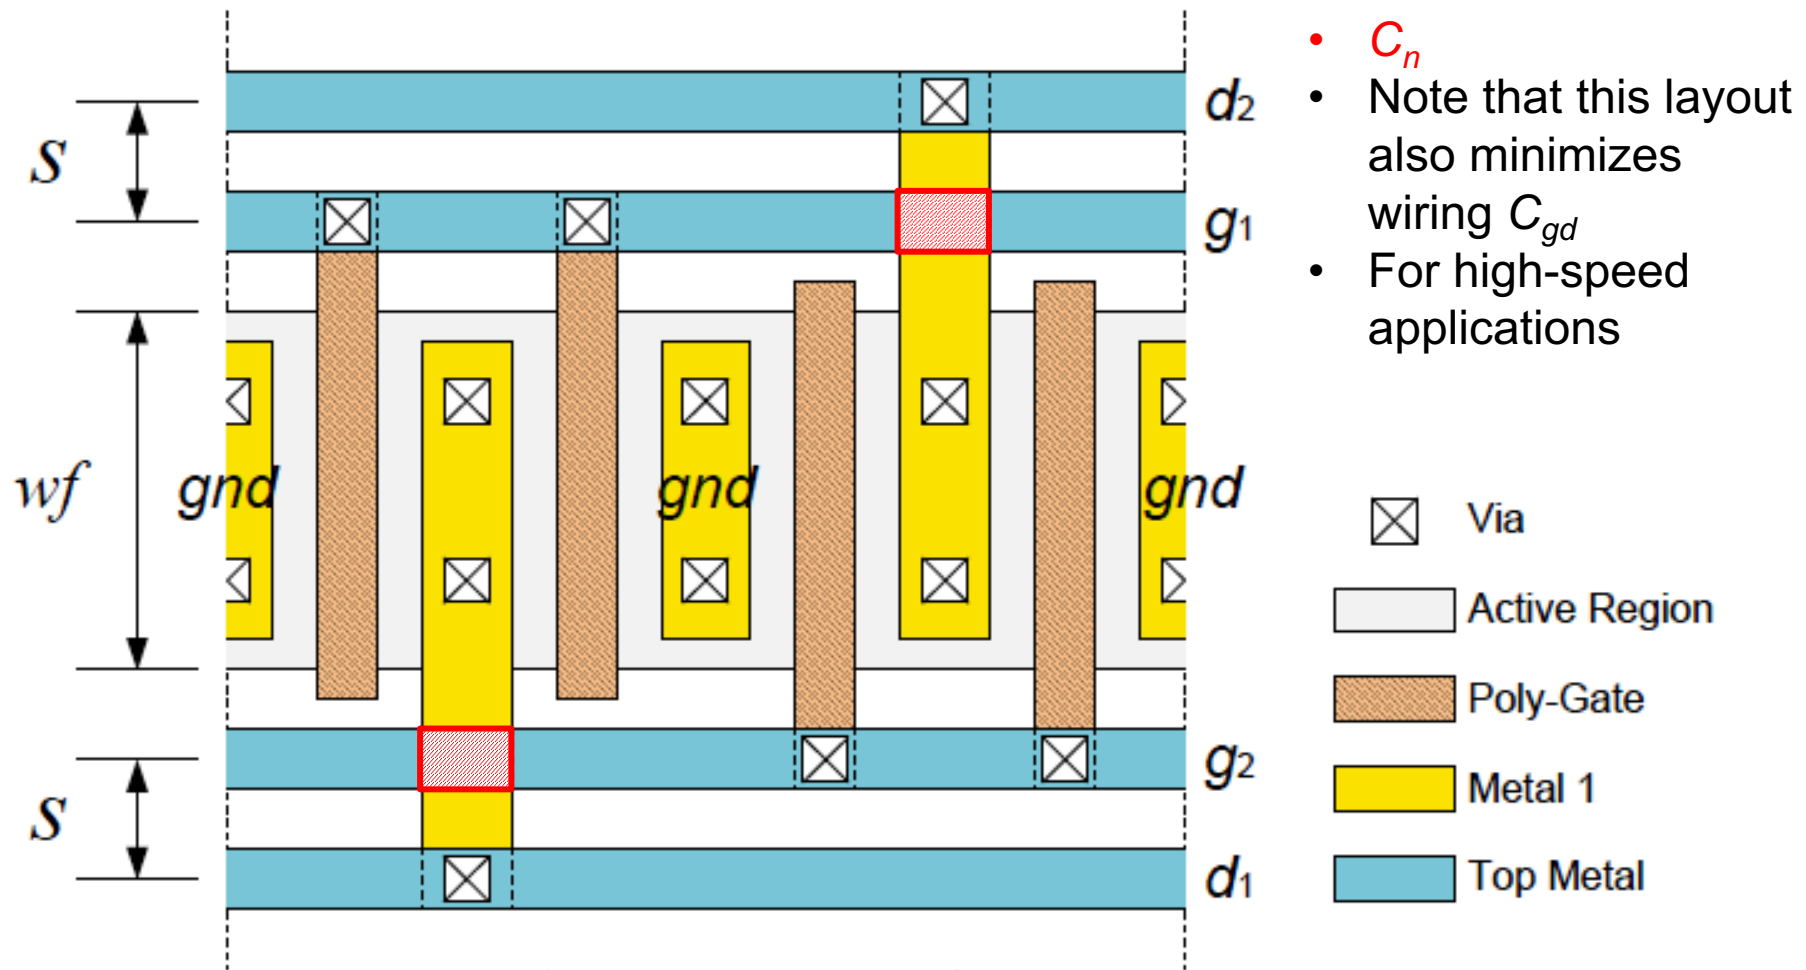 d2
g1
S
wf
gnd
gnd
gnd
g2
S
d1
• Cn
• Note that this layout
also minimizes
wiring Cgd
• For high-speed
applications
Via
Active Region
Poly-Gate
Metal 1
Top Metal